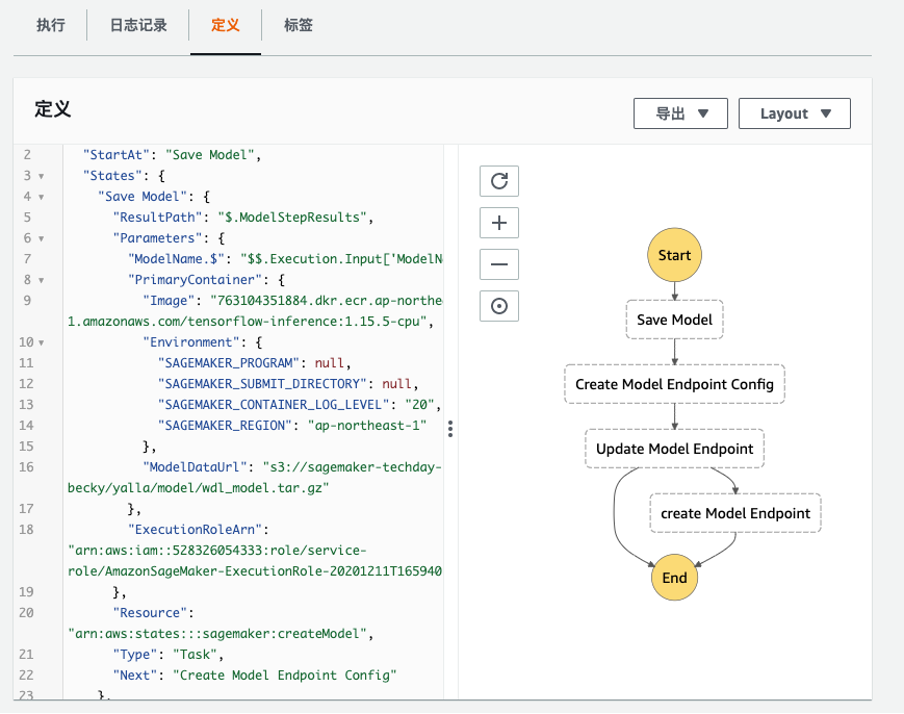 执行 日志记录 定义 标签
定义
导出 Layout
2 "StartAt": "Save Model",
3 "States": {
4 "Save Model": {
5 "ResultPath": "$.ModelStepResults",
6 "Parameters": {
7 "ModelName.$": "$$.Execution.Input['ModelN
8 "PrimaryContainer": {
9 "Image": "763104351884.dkr.ecr.ap-northe
1.amazonaws.com/tensorflow-inference:1.15.5-cpu",
10 "Environment": {
11 "SAGEMAKER_PROGRAM": null,
12 "SAGEMAKER_SUBMIT_DIRECTORY": null,
13 "SAGEMAKER_CONTAINER_LOG_LEVEL": "20",
14 "SAGEMAKER_REGION": "ap-northeast-1"
15 },
16 "ModelDataUrl": "s3://sagemaker-techday-
becky/yalla/model/wdl_model.tar.gz"
17 },
18 "ExecutionRoleArn":
"arn:aws:iam::528326054333:role/service-
role/AmazonSageMaker-ExecutionRole-20201211T165940
19 },
20 "Resource":
"arn:aws:states:::sagemaker:createModel",
21 "Type": "Task",
22 "Next": "Create Model Endpoint Config"
23 },
Start
Save Model
Create Model Endpoint Config
Update Model Endpoint
create Model Endpoint
End